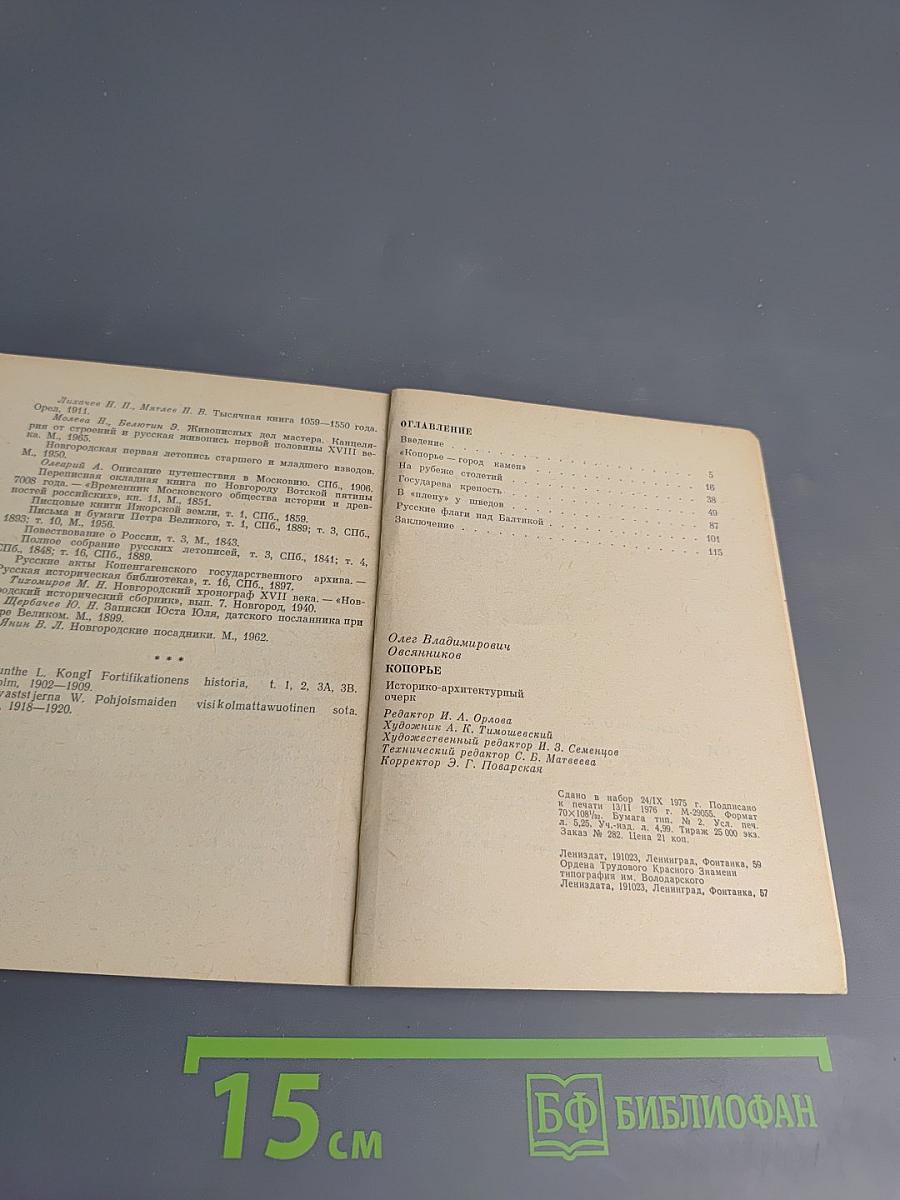 Лихачев Н. П., Мятлев Н. В. Тысячная книга 1059—1550 года.
Орел, 1911.
Молева Н., Белютин Э. Живописных дел мастера. Канцеля-
рия от строений и русская живопись первой половины XVIII ве-
ка. М., 1965.
Новгородская первая летопись старшего и младшего изводов.
М., 1950.
Олеарий А. Описание путешествия в Московию. СПб., 1906.
Переписная окладная книга по Новгороду Вотской пятины
7008 года. — «Временник Московского общества истории и древ-
ностей российских», кн. 11, М., 1851.
Писцовые книги Ижорской земли, т. 1, СПб., 1859.
Письма и бумаги Петра Великого, т. 1, СПб., 1889; т. 3, СПб.,
1893; т. 10, М., 1956.
Повествование о России, т. 3, М., 1843.
Полное собрание русских летописей, т. 3, СПб., 1841; т. 4,
СПб., 1848; т. 16, СПб., 1889.
Русские акты Копенгагенского государственного архива. —
Русская историческая библиотека», т. 16, СПб., 1897.
Тихомиров М. Н. Новгородский хронограф XVII века. — «Нов-
родский исторический сборник», вып. 7. Новгород, 1940.
Щербачев Ю. Н. Записки Юста Юля, датского посланника при
ре Великом. М., 1899.
Янин В. Л. Новгородские посадники. М., 1962.
* * *
unthe L. KongI Fortifikationens historia, t. 1, 2, 3A, 3B.
olm, 1902—1909.
vaststjerna W. Pohjoismaiden visikolmattawuotinen sota.
. 1918—1920.
ОГЛАВЛЕНИЕ
Введение . . . . . . . . . . . . 5
«Копорье — город камен» . . . . . . . . 16
На рубеже столетий . . . . . . . . . . 38
Государева крепость . . . . . . . . . . 49
В «плену» у шведов . . . . . . . . . . 87
Русские флаги над Балтикой . . . . . . . 101
Заключение . . . . . . . . . . . . 115
Олег Владимирович
Овсянников
КОПОРЬЕ
Историко-архитектурный
очерк
Редактор И. А. Орлова
Художник А. К. Тимошевский
Художественный редактор И. З. Семенцов
Технический редактор С. Б. Матвеева
Корректор Э. Г. Поварская
Сдано в набор 24/IX 1975 г. Подписано
к печати 13/II 1976 г. М-29055. Формат
70×108¹/₃₂. Бумага тип. № 2. Усл. печ.
л. 5,25. Уч.-изд. л. 4,99. Тираж 25 000 экз.
Заказ № 282. Цена 21 коп.
Лениздат, 191023, Ленинград, Фонтанка, 59
Ордена Трудового Красного Знамени
типография им. Володарского
Лениздата, 191023, Ленинград, Фонтанка, 57
15 см
БФ БИБЛИОФАН